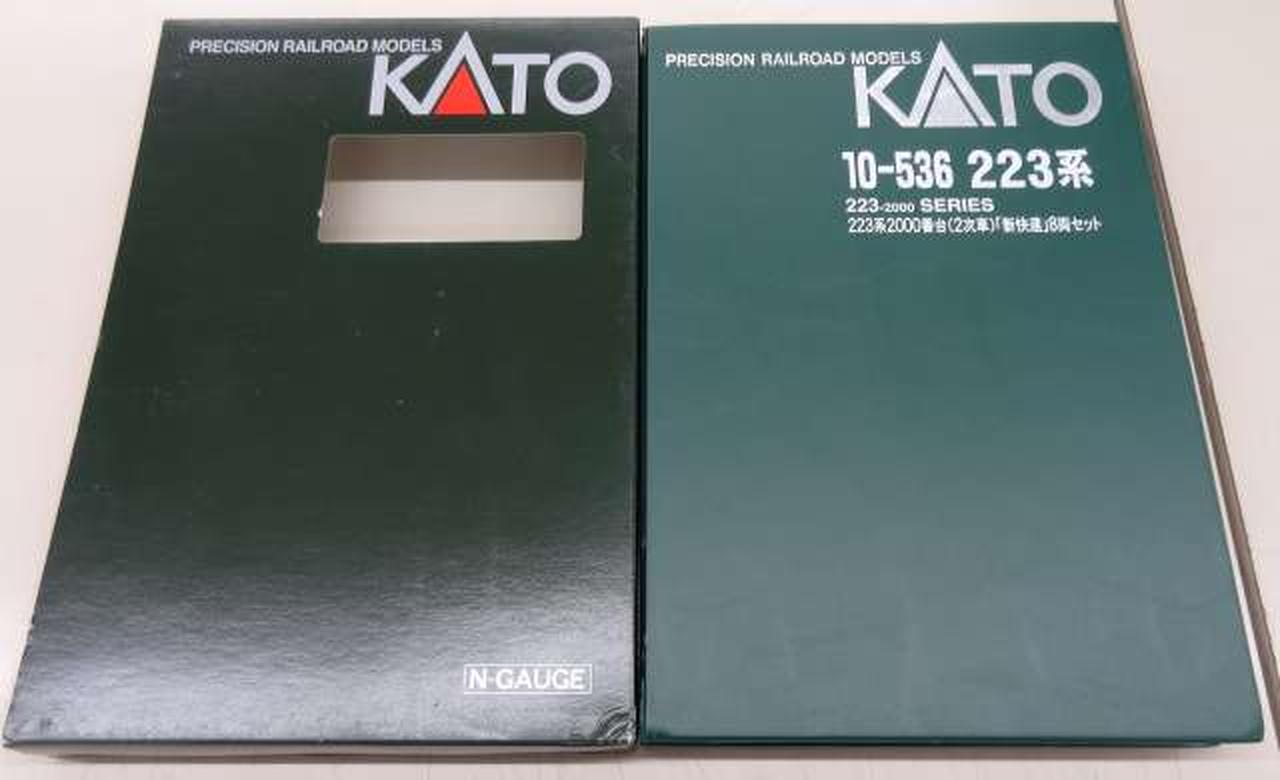 PRECISION RAILROAD MODELS
KATO
N-GAUGE
PRECISION RAILROAD MODELS
KATO
10-536 223系
223-2000 SERIES
223系2000番台(2次車)「新快速」8両セット